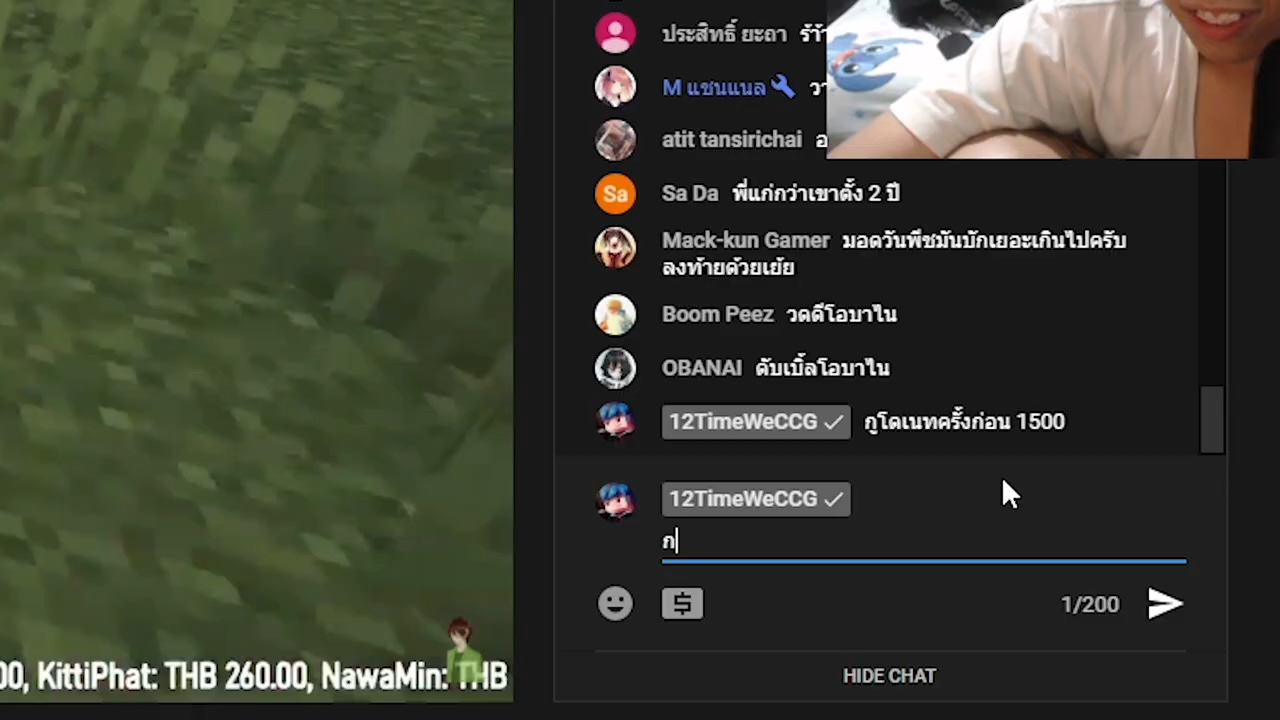 ประสิทธิ์ ยะถา
M แชนแนล
atit tansirichai
Sa
Sa Da พี่แก่กว่าเขาตั้ง 2 ปี
Mack-kun Gamer มอดวันพีชมันบักเยอะเกินไปครับ
ลงท้ายด้วยเย้ย
Boom Peez วดดีโอบาไน
OBANAI ดับเบิ้ลโอบาไน
12TimeWeCCG กูโดเนทครั้งก่อน 1500
12TimeWeCCG
ก
1/200
00, KittiPhat: THB 260.00, NawaMin: THB
HIDE CHAT